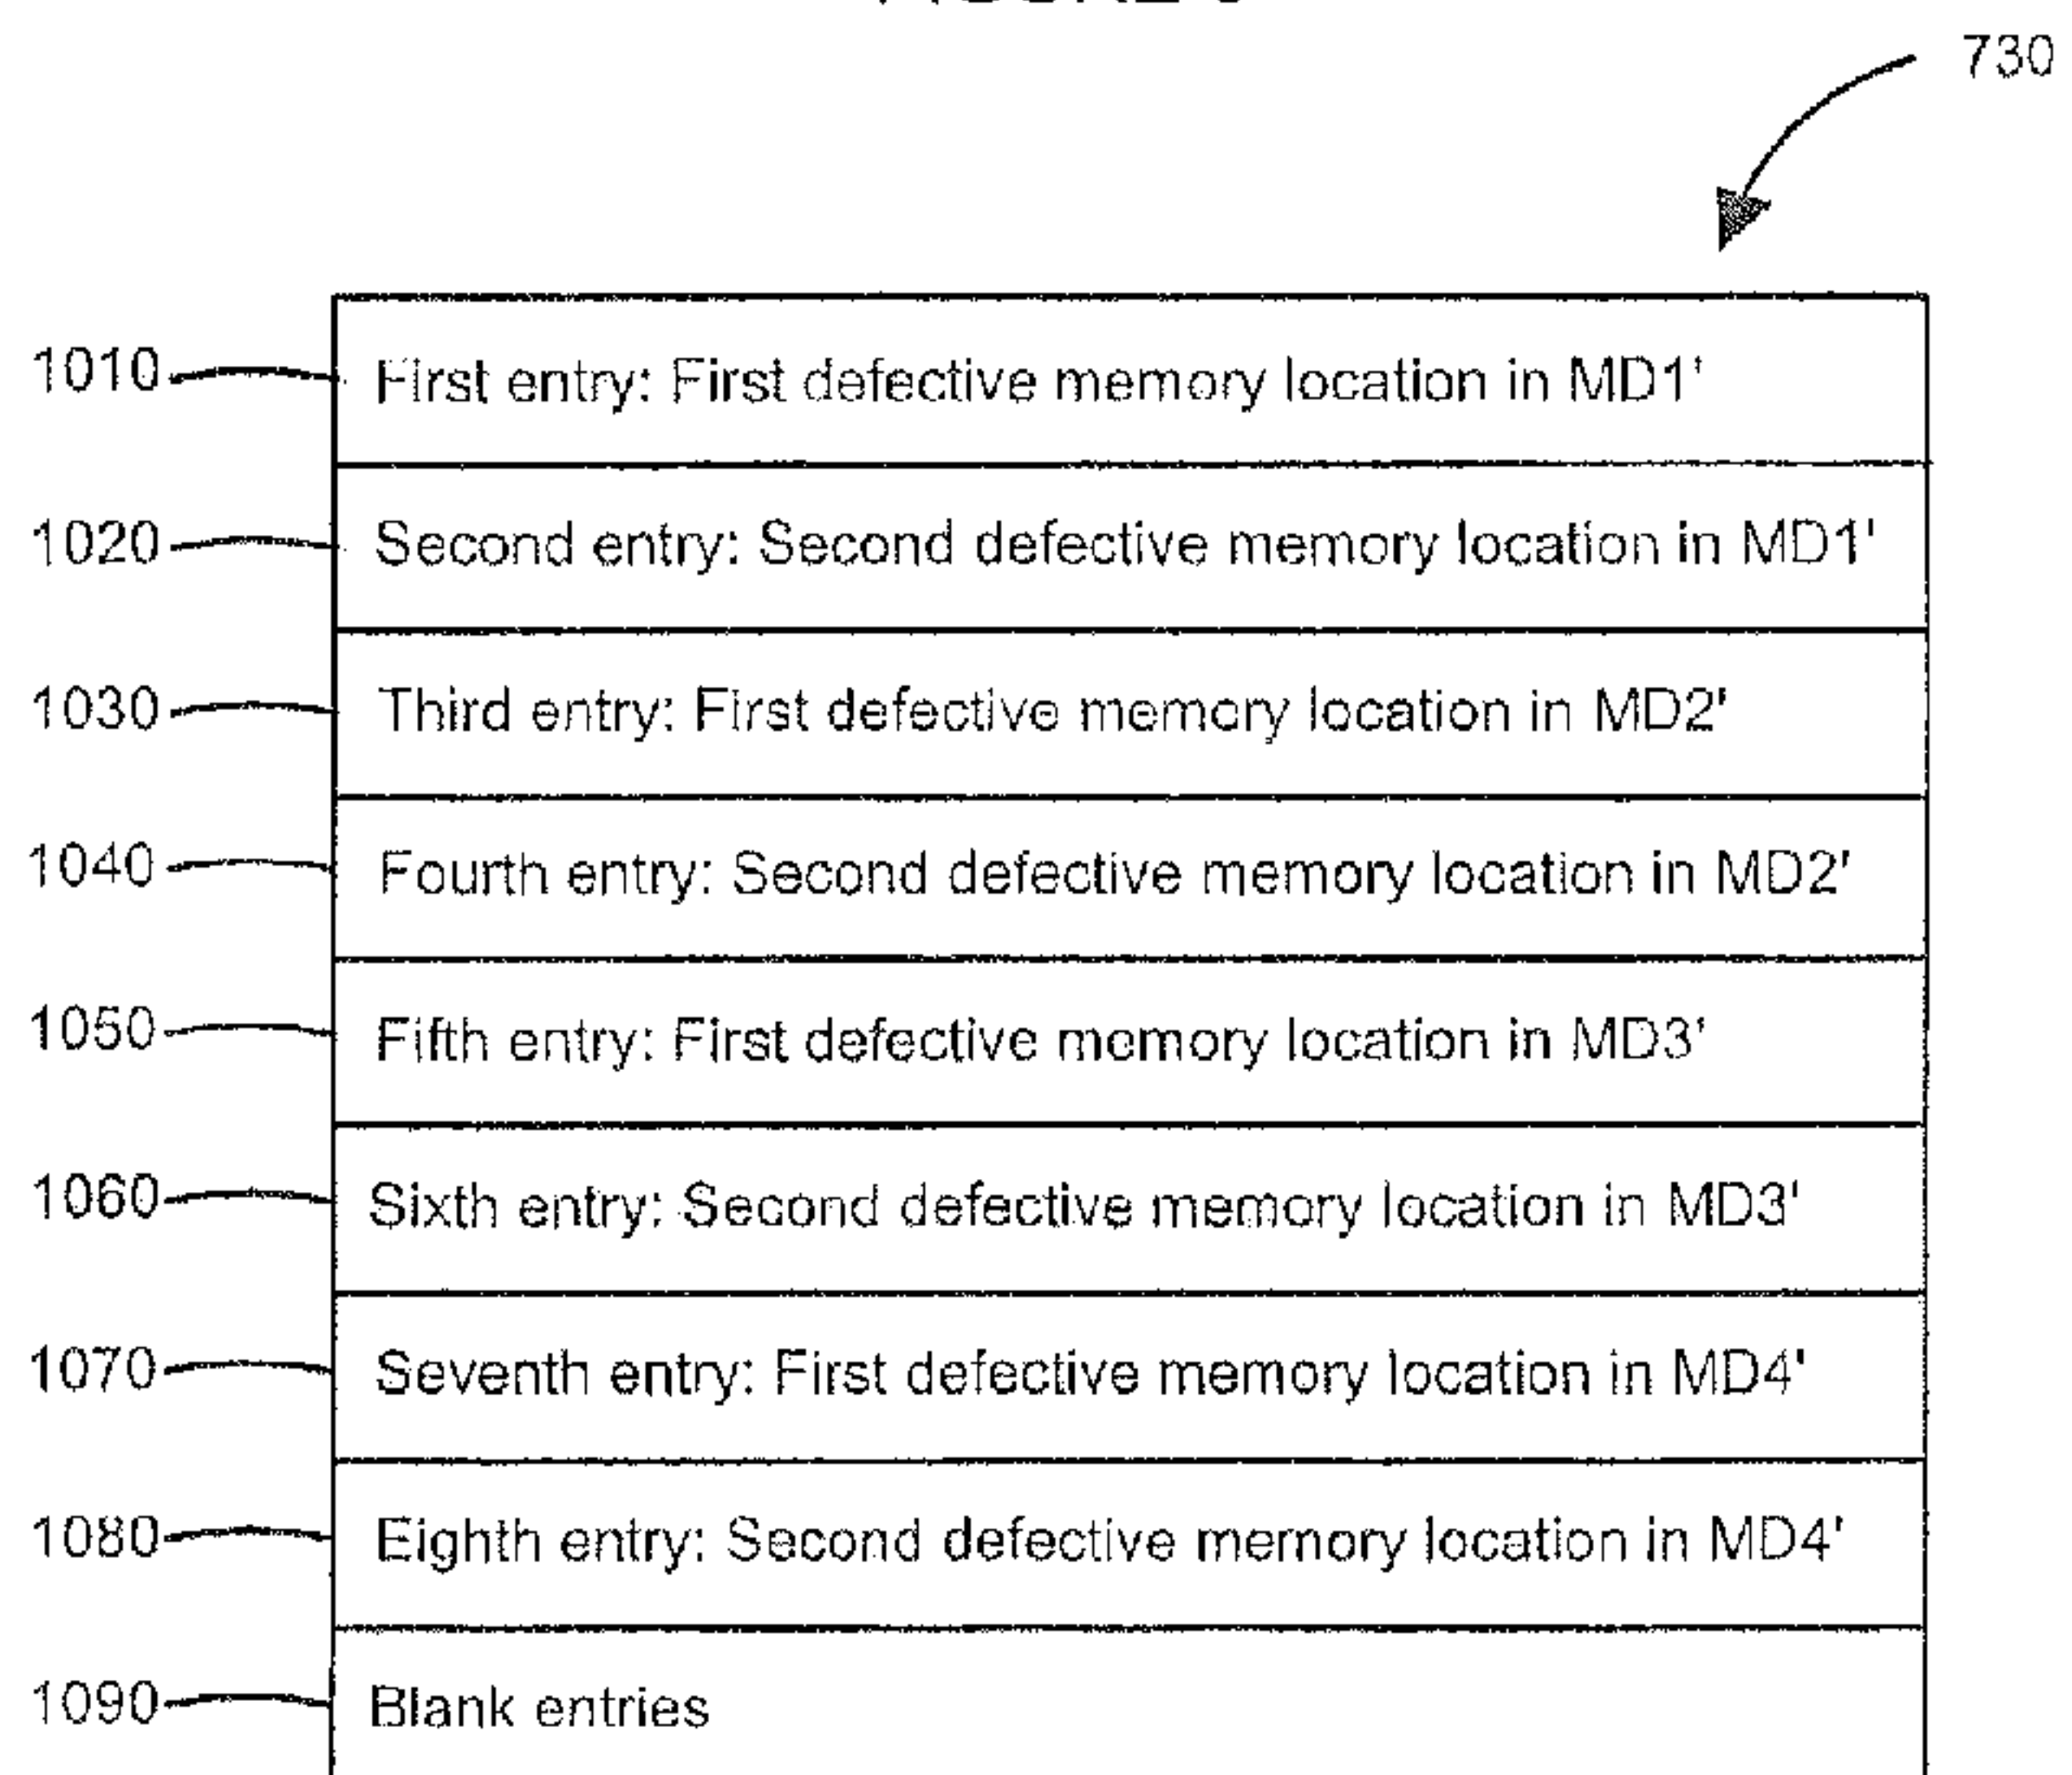 730
1010 First entry: First defective memory location in MD1'
1020 Second entry: Second defective memory location in MD1'
1030 Third entry: First defective memory location in MD2'
1040 Fourth entry: Second defective memory location in MD2'
1050 Fifth entry: First defective memory location in MD3'
1060 Sixth entry: Second defective memory location in MD3'
1070 Seventh entry: First defective memory location in MD4'
1080 Eighth entry: Second defective memory location in MD4'
1090 Blank entries